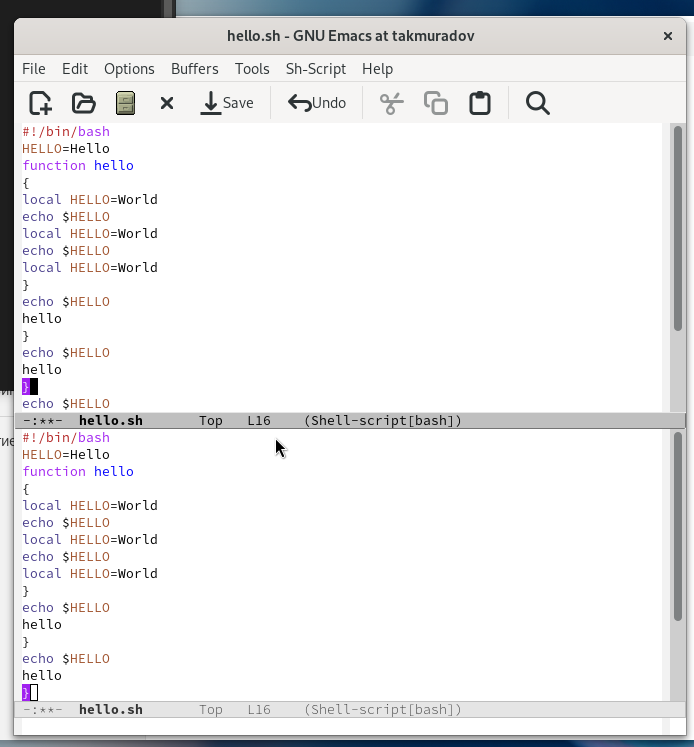 hello.sh - GNU Emacs at takmuradov
File Edit Options Buffers Tools Sh-Script Help
Save Undo
#!/bin/bash
HELLO=Hello
function hello
{
local HELLO=World
echo $HELLO
local HELLO=World
echo $HELLO
local HELLO=World
}
echo $HELLO
hello
}
echo $HELLO
hello
}
echo $HELLO
-:**- hello.sh Top L16 (Shell-script[bash])
#!/bin/bash
HELLO=Hello
function hello
{
local HELLO=World
echo $HELLO
local HELLO=World
echo $HELLO
local HELLO=World
}
echo $HELLO
hello
}
echo $HELLO
hello
}
-:**- hello.sh Top L16 (Shell-script[bash])